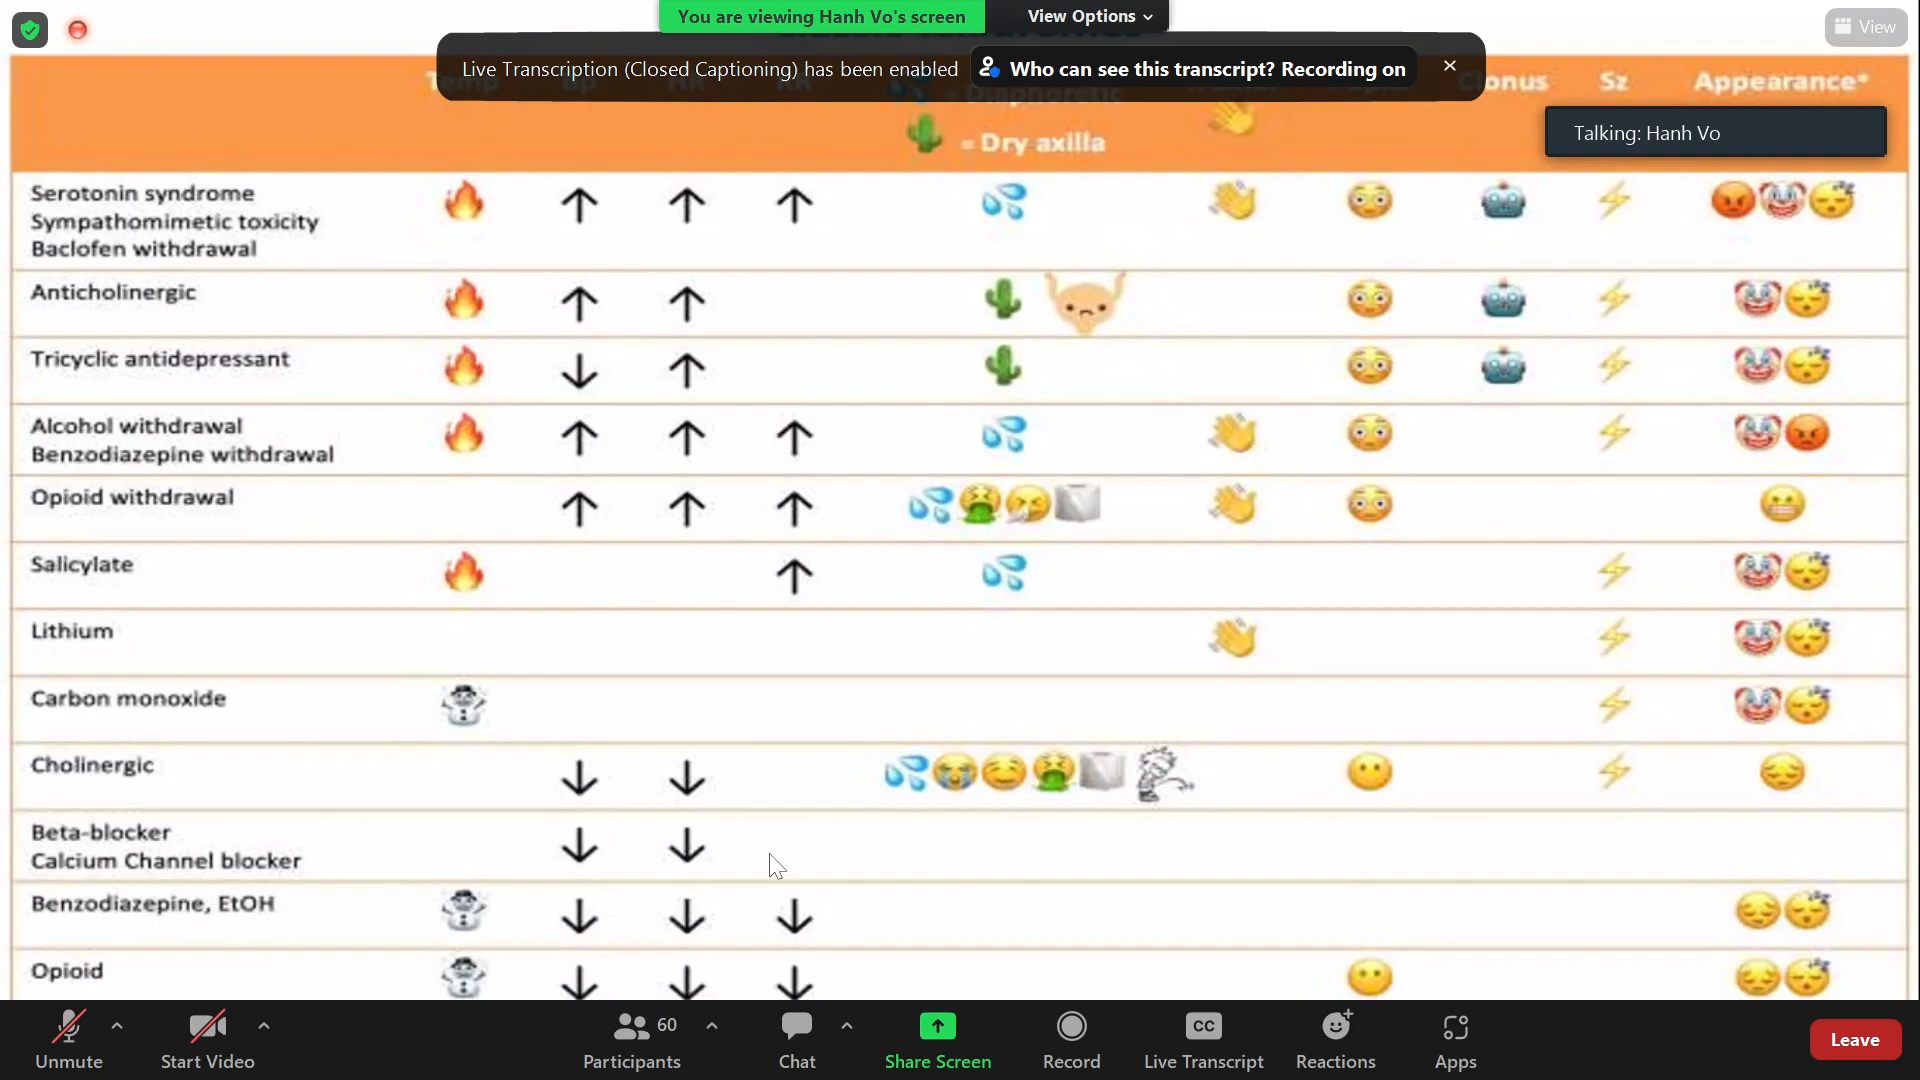 You are viewing Hanh Vo's screen
View Options
View
Live Transcription (Closed Captioning) has been enabled
Who can see this transcript? Recording on
Temp
Clonus
Sz
Appearance*
= Diaphoretic
= Dry axilla
Talking: Hanh Vo
Serotonin syndrome
Sympathomimetic toxicity
Baclofen withdrawal
Anticholinergic
Tricyclic antidepressant
Alcohol withdrawal
Benzodiazepine withdrawal
Opioid withdrawal
Salicylate
Lithium
Carbon monoxide
Cholinergic
Beta-blocker
Calcium Channel blocker
Benzodiazepine, EtOH
Opioid
Unmute
Start Video
60
Participants
Chat
Share Screen
Record
CC
Live Transcript
Reactions
Apps
Leave